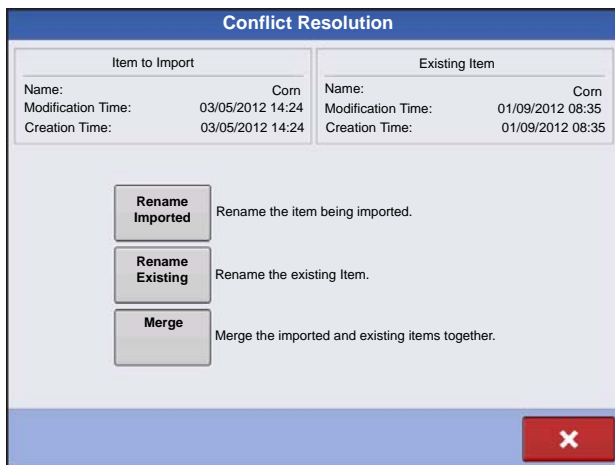 Conflict Resolution
Item to Import
Name: Corn
Modification Time: 03/05/2012 14:24
Creation Time: 03/05/2012 14:24
Existing Item
Name: Corn
Modification Time: 01/09/2012 08:35
Creation Time: 01/09/2012 08:35
Rename Imported
Rename the item being imported.
Rename Existing
Rename the existing Item.
Merge
Merge the imported and existing items together.